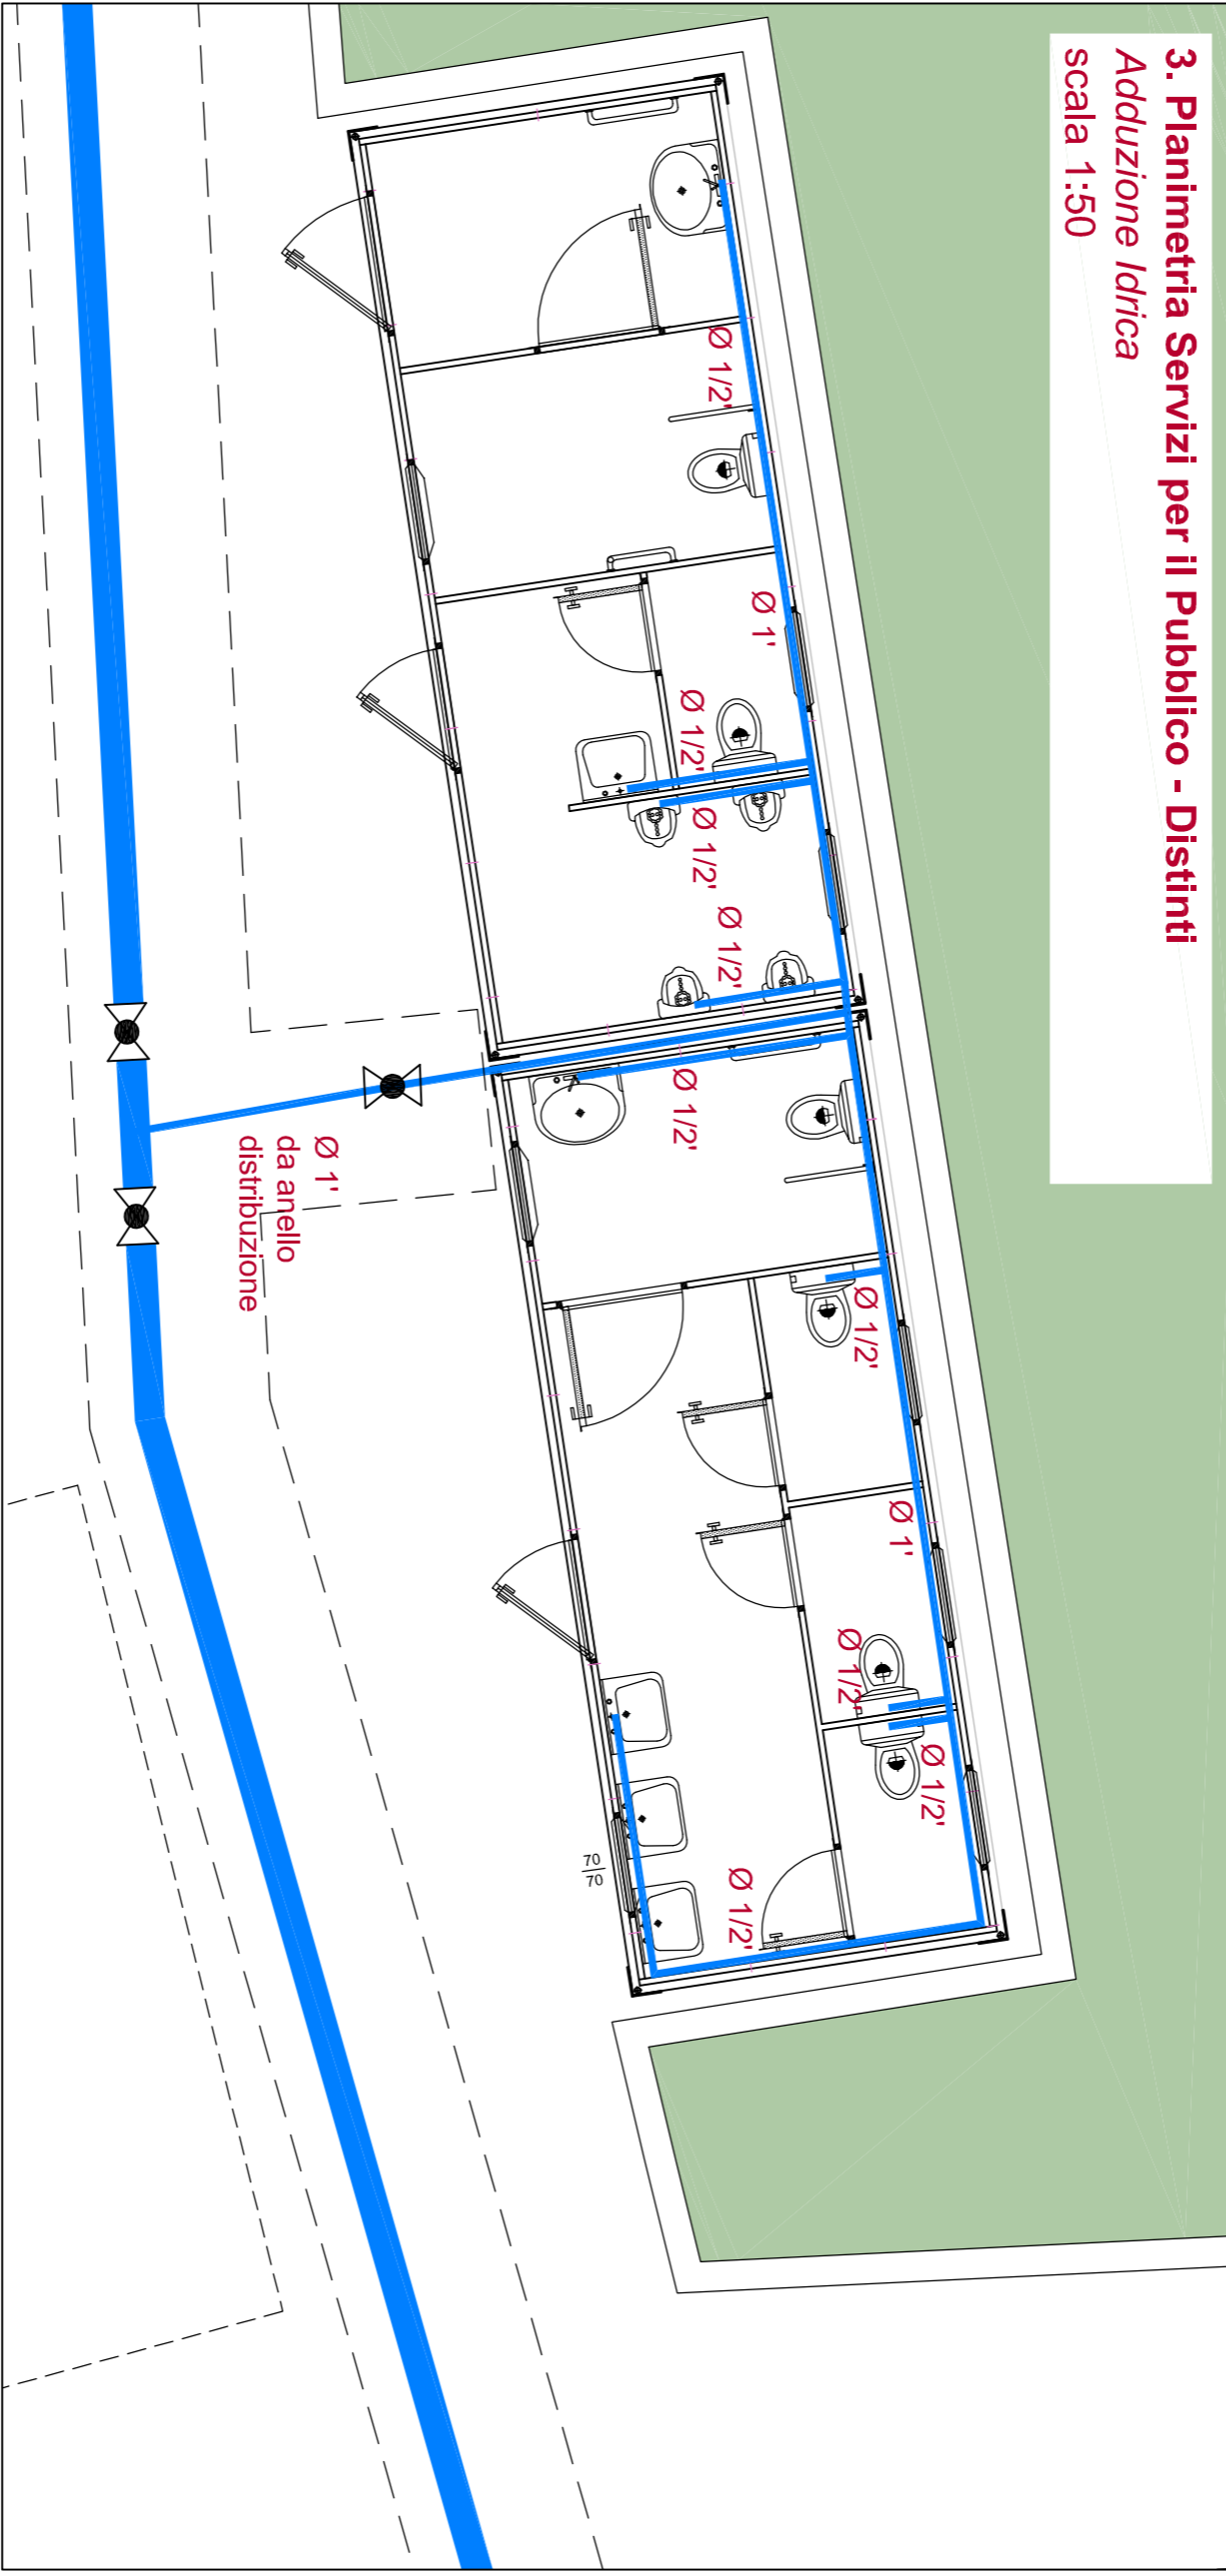 3. Planimetria Servizi per il Pubblico - Distinti
Adduzione Idrica
scala 1:50
Ø 1/2'
Ø 1'
Ø 1/2'
Ø 1/2'
Ø 1/2'
Ø 1/2'
Ø 1/2'
Ø 1'
Ø 1/2'
Ø 1/2'
Ø 1/2'
70
70
Ø 1'
da anello
distribuzione